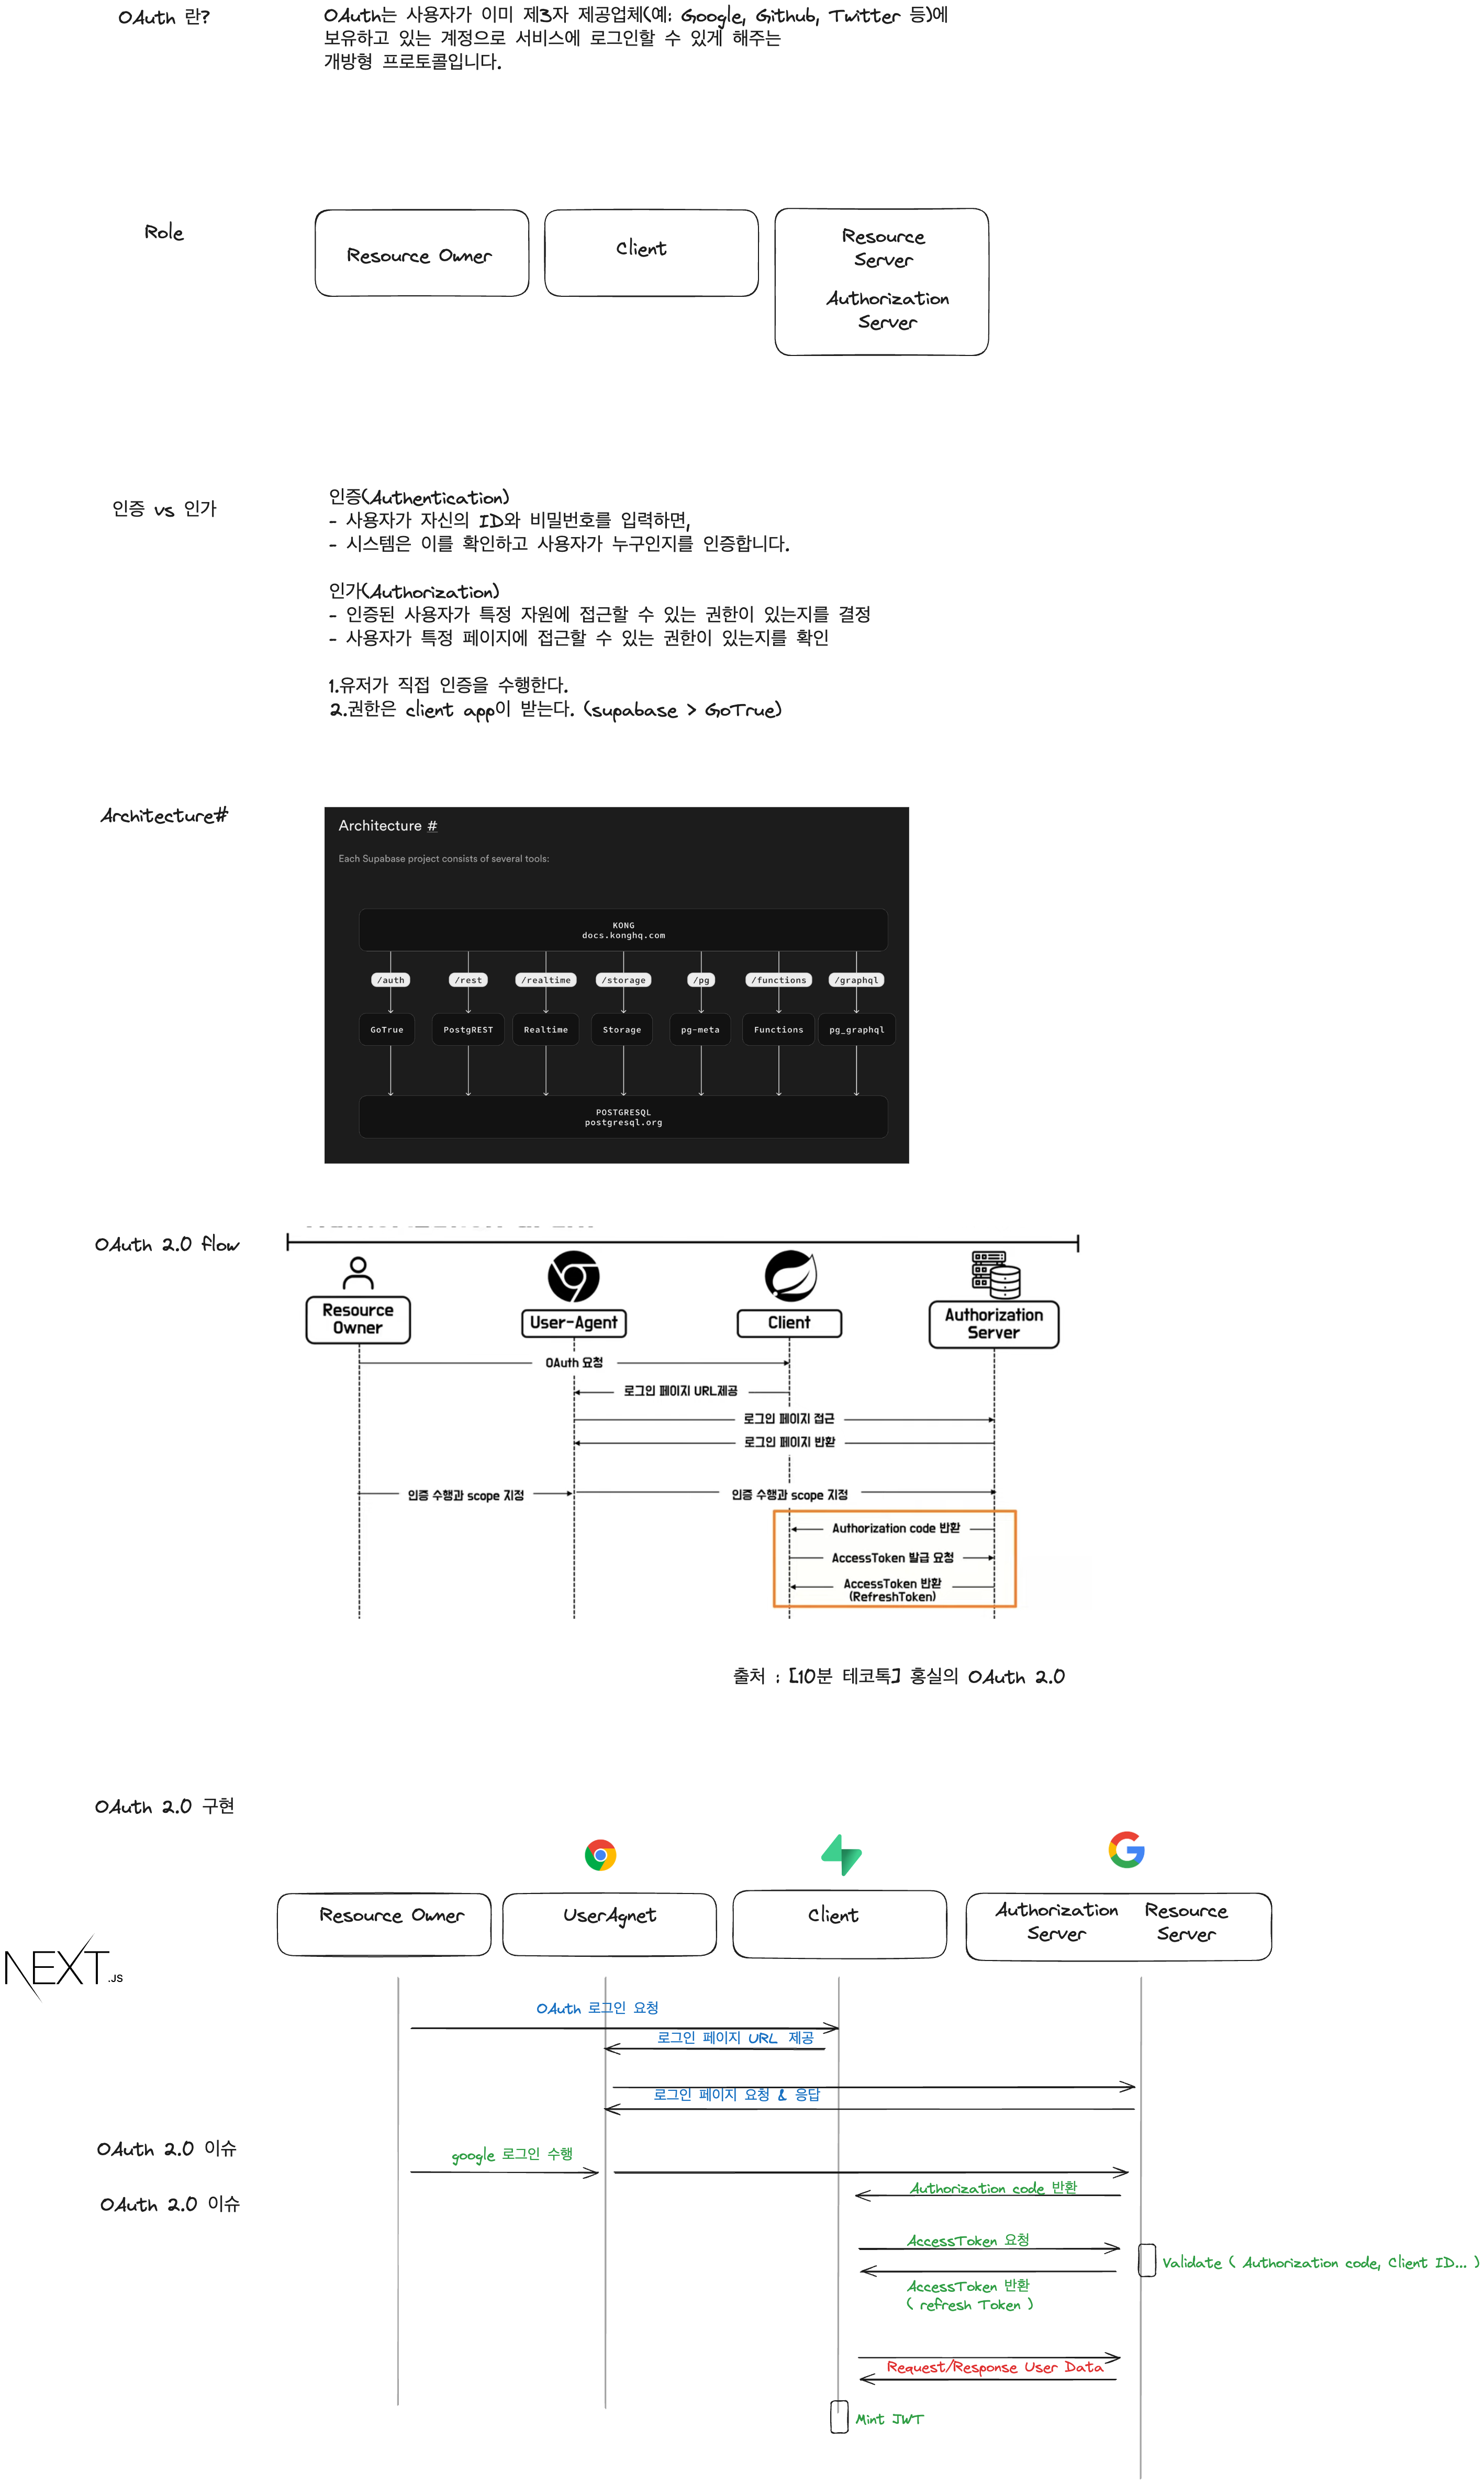 OAuth 란?
OAuth는 사용자가 이미 제3자 제공업체(예: Google, Github, Twitter 등)에
보유하고 있는 계정으로 서비스에 로그인할 수 있게 해주는
개방형 프로토콜입니다.
Role
Resource Owner
Client
Resource
Server
Authorization
Server
인증 vs 인가
인증(Authentication)
- 사용자가 자신의 ID와 비밀번호를 입력하면,
- 시스템은 이를 확인하고 사용자가 누구인지를 인증합니다.
인가(Authorization)
- 인증된 사용자가 특정 자원에 접근할 수 있는 권한이 있는지를 결정
- 사용자가 특정 페이지에 접근할 수 있는 권한이 있는지를 확인
1.유저가 직접 인증을 수행한다.
2.권한은 client app이 받는다. (supabase > GoTrue)
Architecture#
Architecture #
Each Supabase project consists of several tools:
KONG
docs.konghq.com
/auth
/rest
/realtime
/storage
/pg
/functions
/graphql
GoTrue
PostgREST
Realtime
Storage
pg-meta
Functions
pg_graphql
POSTGRESQL
postgresql.org
OAuth 2.0 flow
Resource
Owner
User-Agent
Client
Authorization
Server
OAuth 요청
로그인 페이지 URL제공
로그인 페이지 접근
로그인 페이지 반환
인증 수행과 scope 지정
인증 수행과 scope 지정
Authorization code 반환
AccessToken 발급 요청
AccessToken 반환
(RefreshToken)
출처 : [10분 테코톡] 홍실의 OAuth 2.0
OAuth 2.0 구현
Resource Owner
UserAgnet
Client
Authorization
Server
Resource
Server
NEXT.JS
OAuth 로그인 요청
로그인 페이지 URL 제공
로그인 페이지 요청 & 응답
OAuth 2.0 이슈
google 로그인 수행
OAuth 2.0 이슈
Authorization code 반환
AccessToken 요청
Validate ( Authorization code, Client ID... )
AccessToken 반환
( refresh Token )
Request/Response User Data
Mint JWT